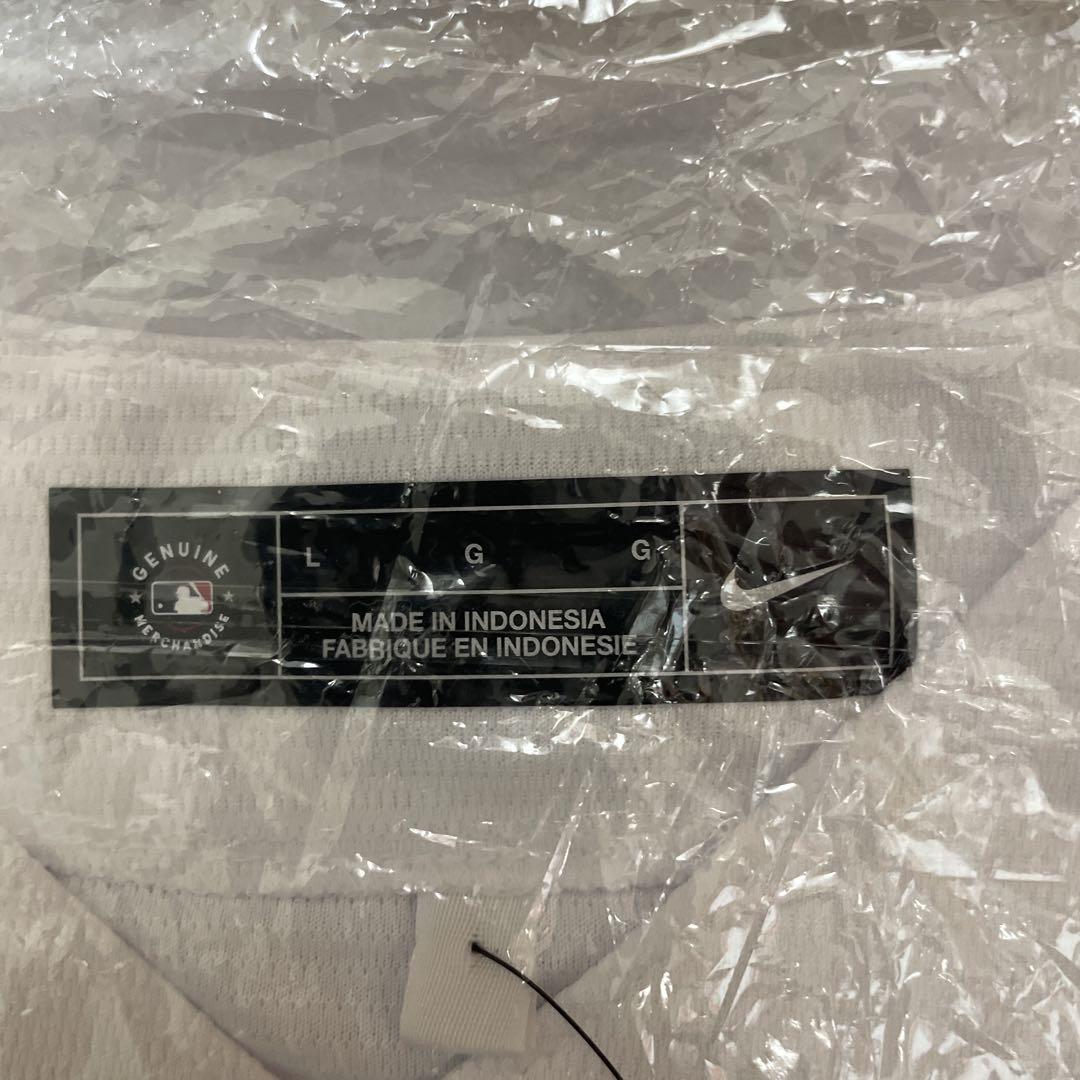 GENUINE
MERCHANDISE
L G G
MADE IN INDONESIA
FABRIQUE EN INDONESIE